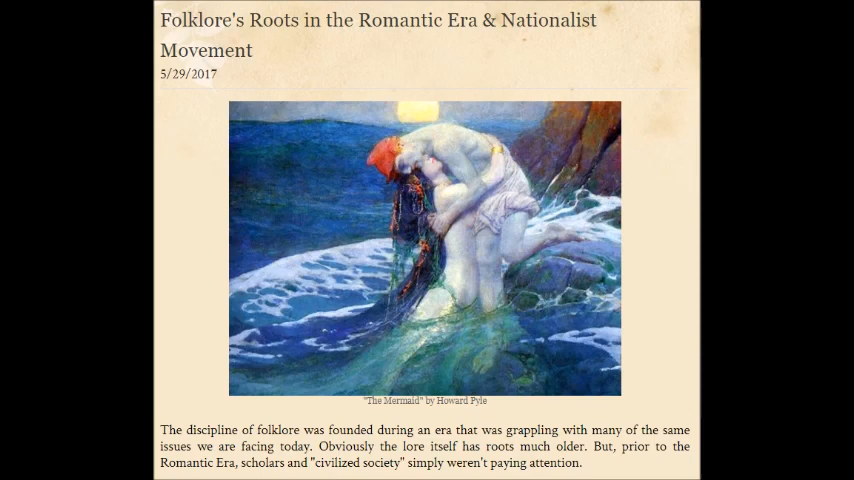 Folklore's Roots in the Romantic Era & Nationalist
Movement
5/29/2017
"The Mermaid" by Howard Pyle
The discipline of folklore was founded during an era that was grappling with many of the same
issues we are facing today. Obviously the lore itself has roots much older. But, prior to the
Romantic Era, scholars and "civilized society" simply weren't paying attention.